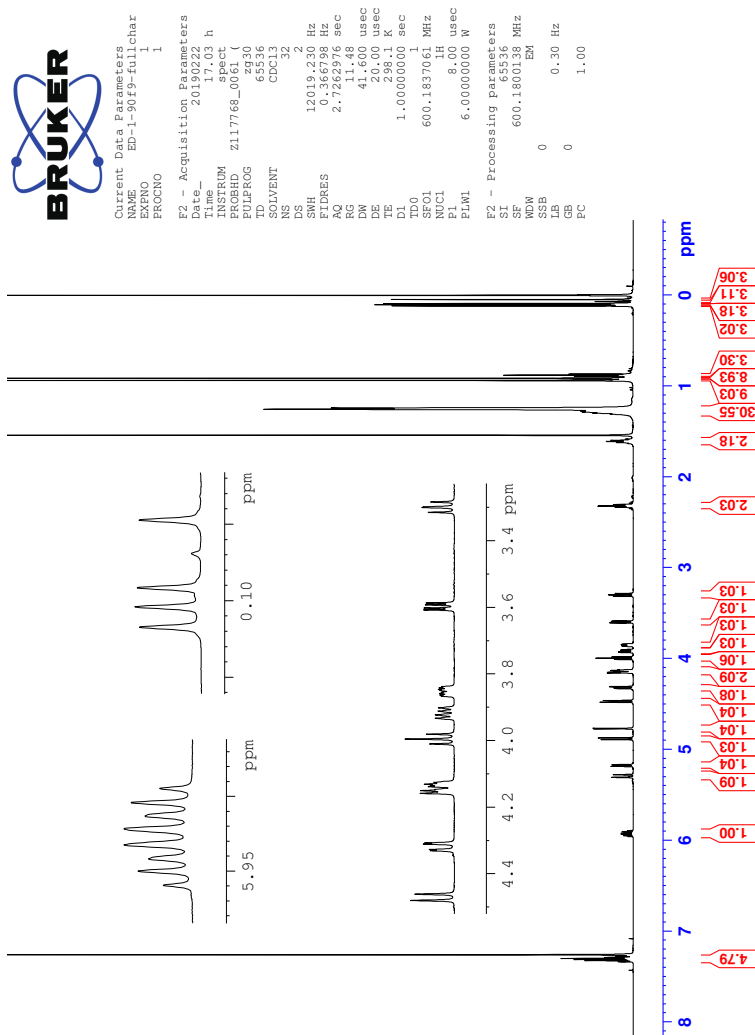 BRUKER
Current Data Parameters
NAME ED-1-90f9-fullchar
EXPNO 1
PROCNO 1
F2 - Acquisition Parameters
Date_ 20190222
Time 17.03 h
INSTRUM spect
PROBHD Z117768_0061 (
PULPROG zg30
TD 65536
SOLVENT CDCl3
NS 32
DS 2
SWH 12019.230 Hz
FIDRES 0.366798 Hz
AQ 2.7262976 sec
RG 11.48
DW 41.600 usec
DE 20.00 usec
TE 298.1 K
D1 1.00000000 sec
TD0 1
SFO1 600.1837061 MHz
NUC1 1H
P1 8.00 usec
PLW1 6.00000000 W
F2 - Processing parameters
SI 65536
SF 600.1800138 MHz
WDW EM
SSB 0
LB 0.30 Hz
GB 0
PC 1.00
5.95 ppm
0.10 ppm
4.4 4.2 4.0 3.8 3.6 3.4 ppm
8 7 6 5 4 3 2 1 0 ppm
4.79
1.00
1.09
1.04
1.03
1.04
1.04
1.08
2.09
1.06
1.03
1.03
1.03
1.03
2.03
2.18
30.55
9.03
8.93
3.30
3.02
3.18
3.11
3.06